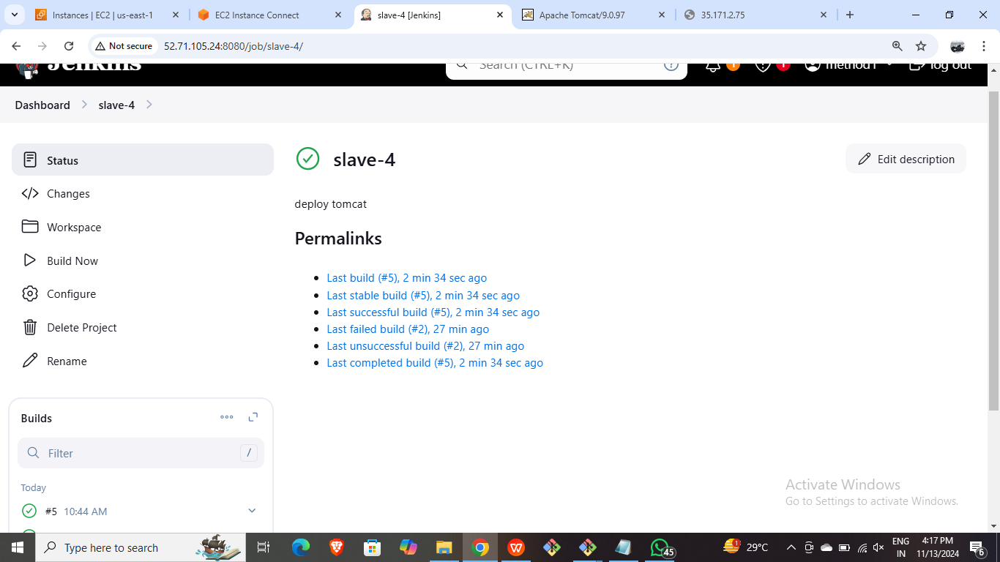 Instances | EC2 | us-east-1
EC2 Instance Connect
slave-4 [Jenkins]
Apache Tomcat/9.0.97
35.171.2.75
Not secure
52.71.105.24:8080/job/slave-4/
Jenkins
Search (CTRL+K)
?
1
1
method1
log out
Dashboard
slave-4
Status
Changes
Workspace
Build Now
Configure
Delete Project
Rename
slave-4
Edit description
deploy tomcat
Permalinks
Last build (#5), 2 min 34 sec ago
Last stable build (#5), 2 min 34 sec ago
Last successful build (#5), 2 min 34 sec ago
Last failed build (#2), 27 min ago
Last unsuccessful build (#2), 27 min ago
Last completed build (#5), 2 min 34 sec ago
Builds
Filter
/
Today
#5 10:44 AM
Activate Windows
Go to Settings to activate Windows.
Type here to search
45
1
29°C
ENG
IN
4:17 PM
11/13/2024
6